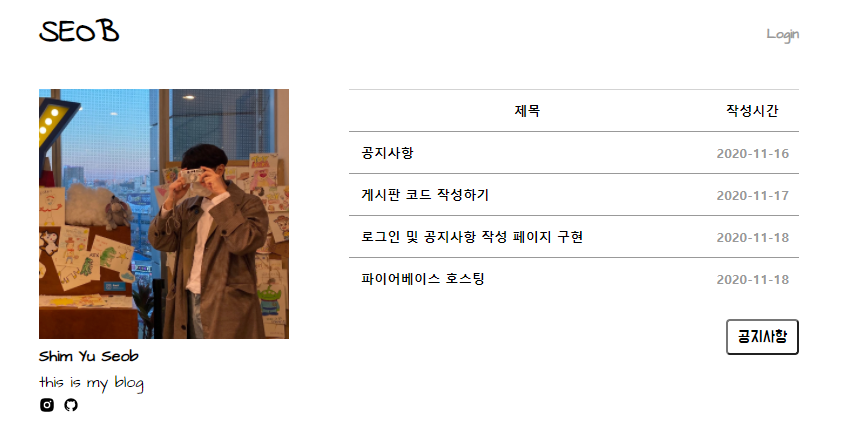 SEOB
Login
제목 작성시간
공지사항 2020-11-16
게시판 코드 작성하기 2020-11-17
로그인 및 공지사항 작성 페이지 구현 2020-11-18
파이어베이스 호스팅 2020-11-18
공지사항
Shim Yu Seob
this is my blog